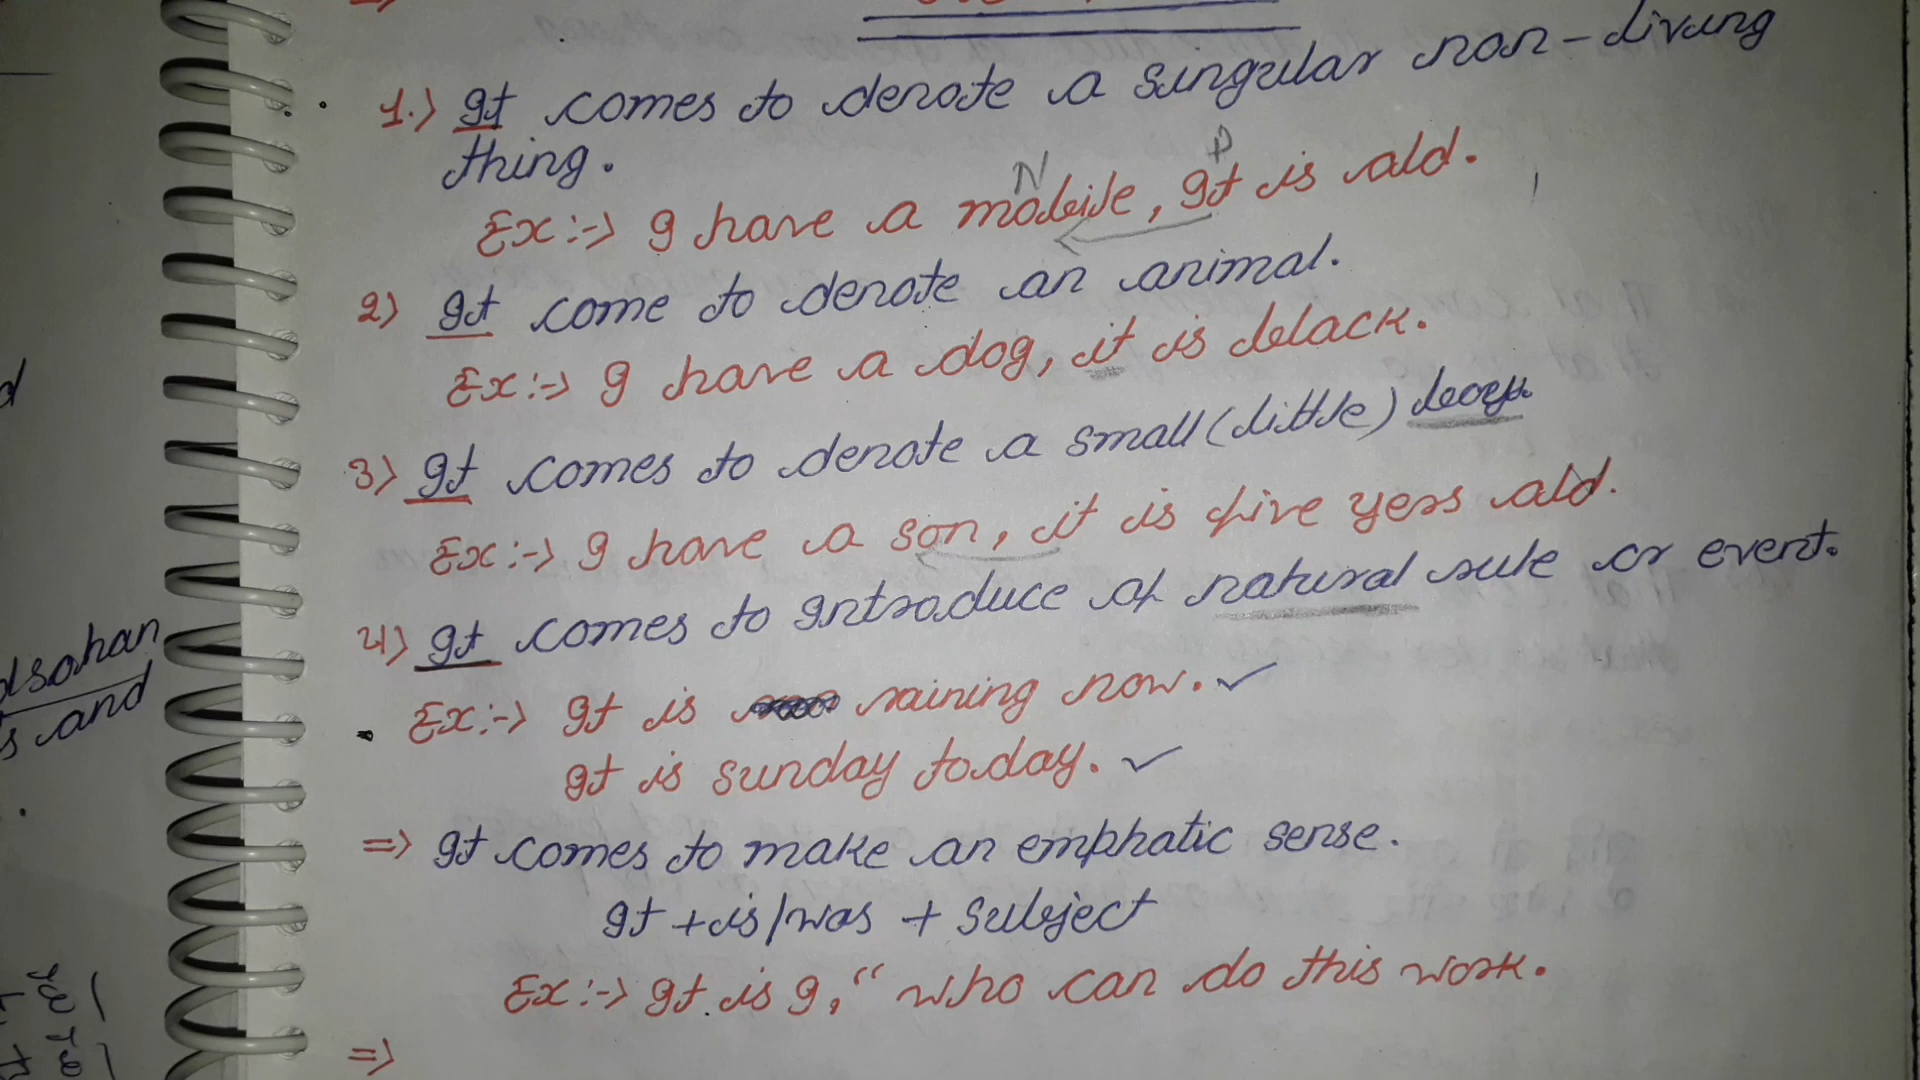 1.) It comes to denote a singular non-living
thing.
N P
Ex:-> I have a mobile, It is old.
2) It come to denote an animal.
Ex:-> I have a dog, it is black.
3) It comes to denote a small (little) boy.
Ex:-> I have a son, it is five yers old.
4) It comes to Introduce of natural rule or event.
Ex:-> It is raining now. ✓
It is sunday today. ✓
=> It comes to make an emphatic sense.
It + is/was + Subject
Ex:-> It is I, “ who can do this work.
=>
d
s and